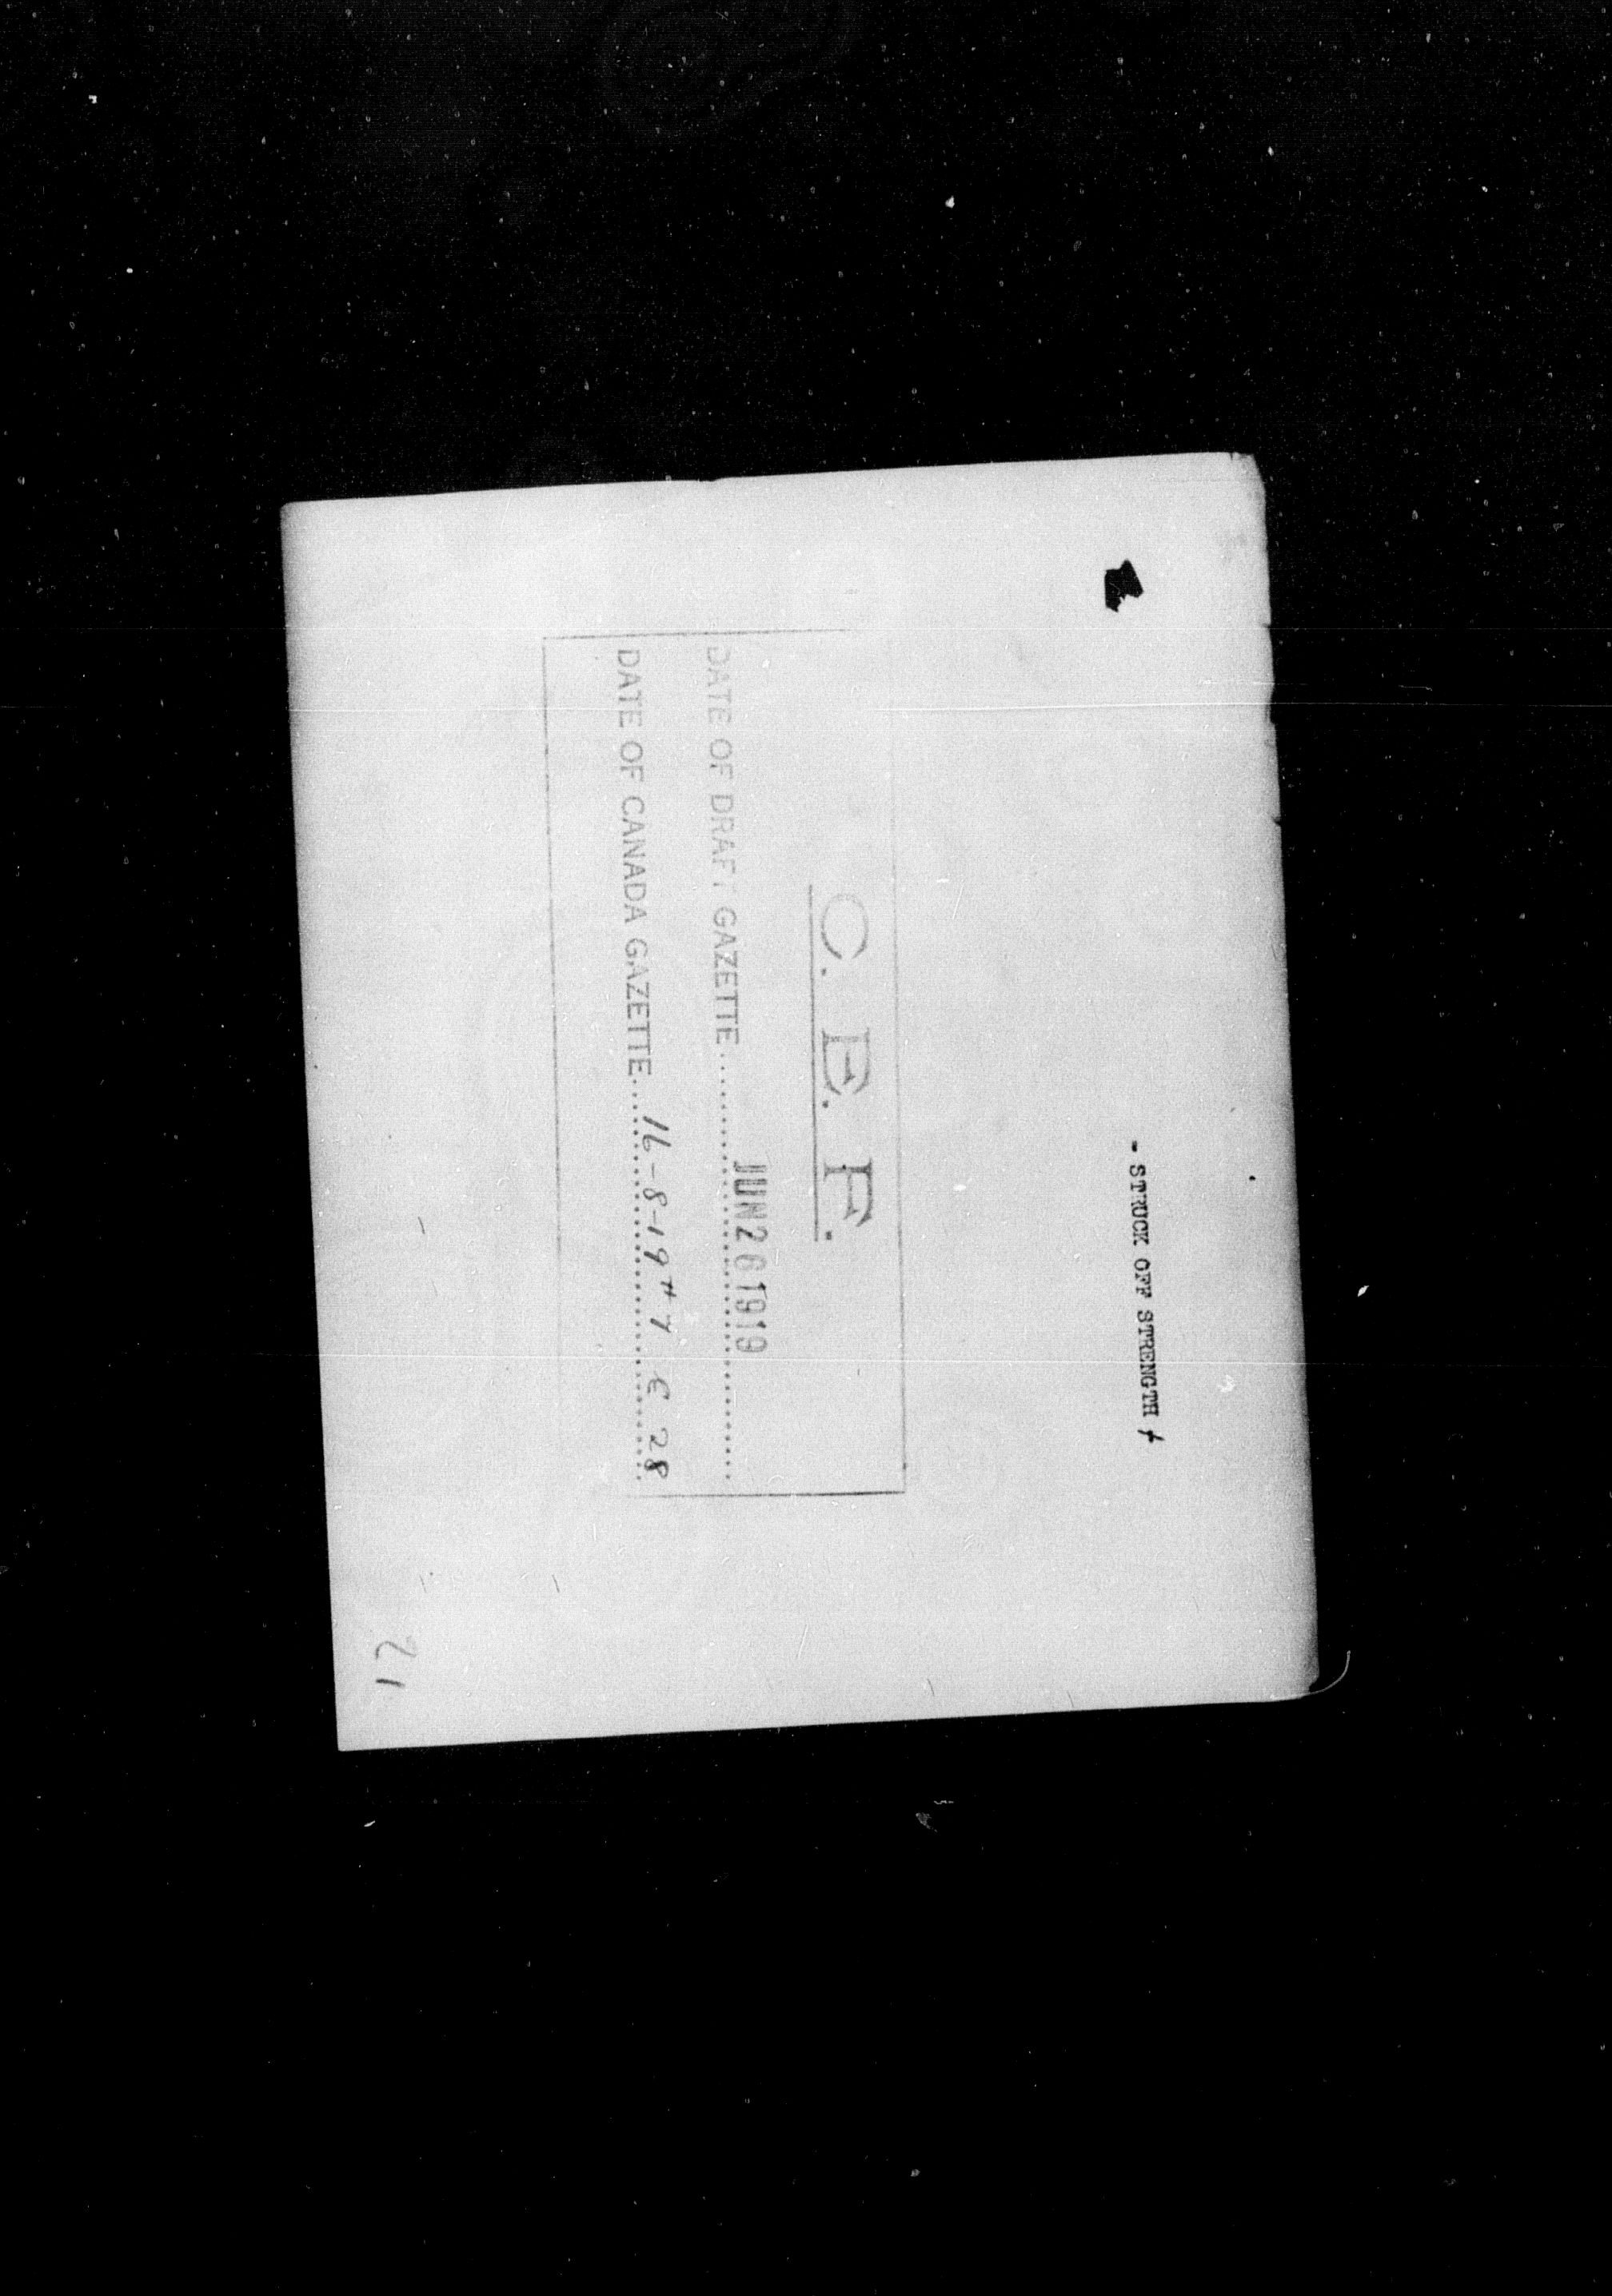 - STRUCK OFF STRENGTH
C. E. F.
DATE OF DRAFT GAZETTE........JUN 26 1919........
DATE OF CANADA GAZETTE....16-8-19 #7 E 28....
21